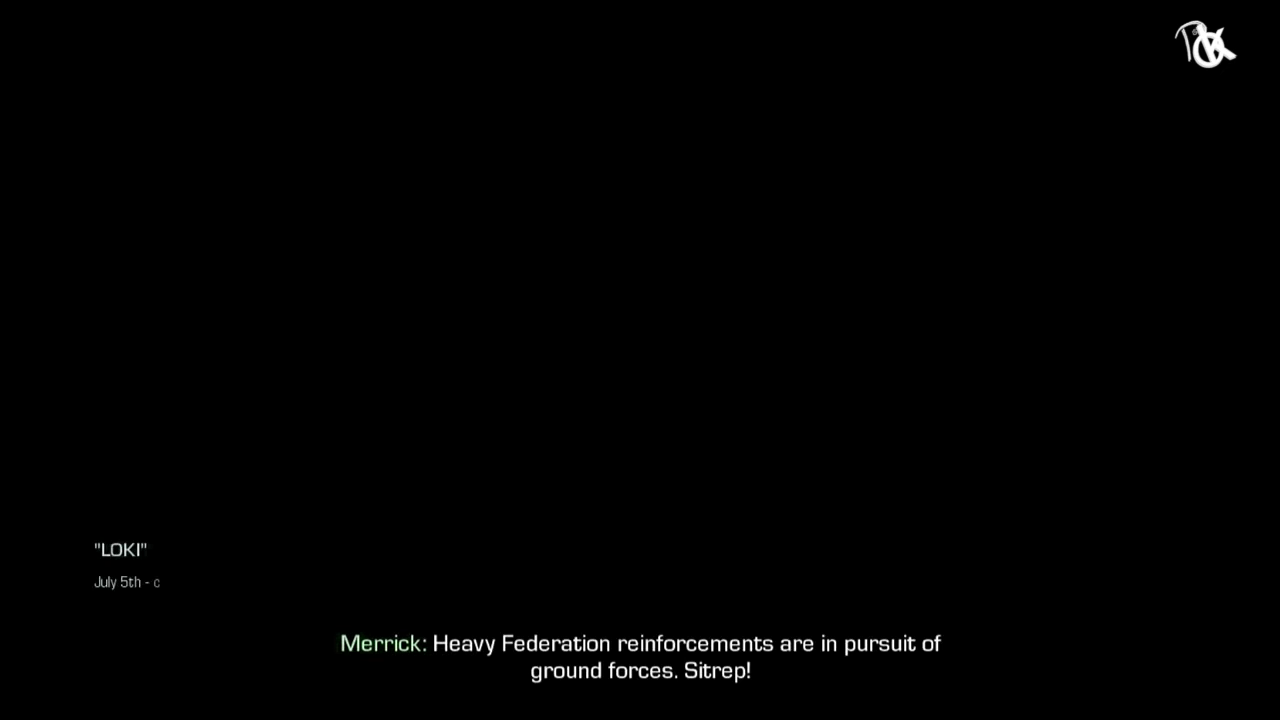 "LOKI"
July 5th - c
Merrick: Heavy Federation reinforcements are in pursuit of
ground forces. Sitrep!